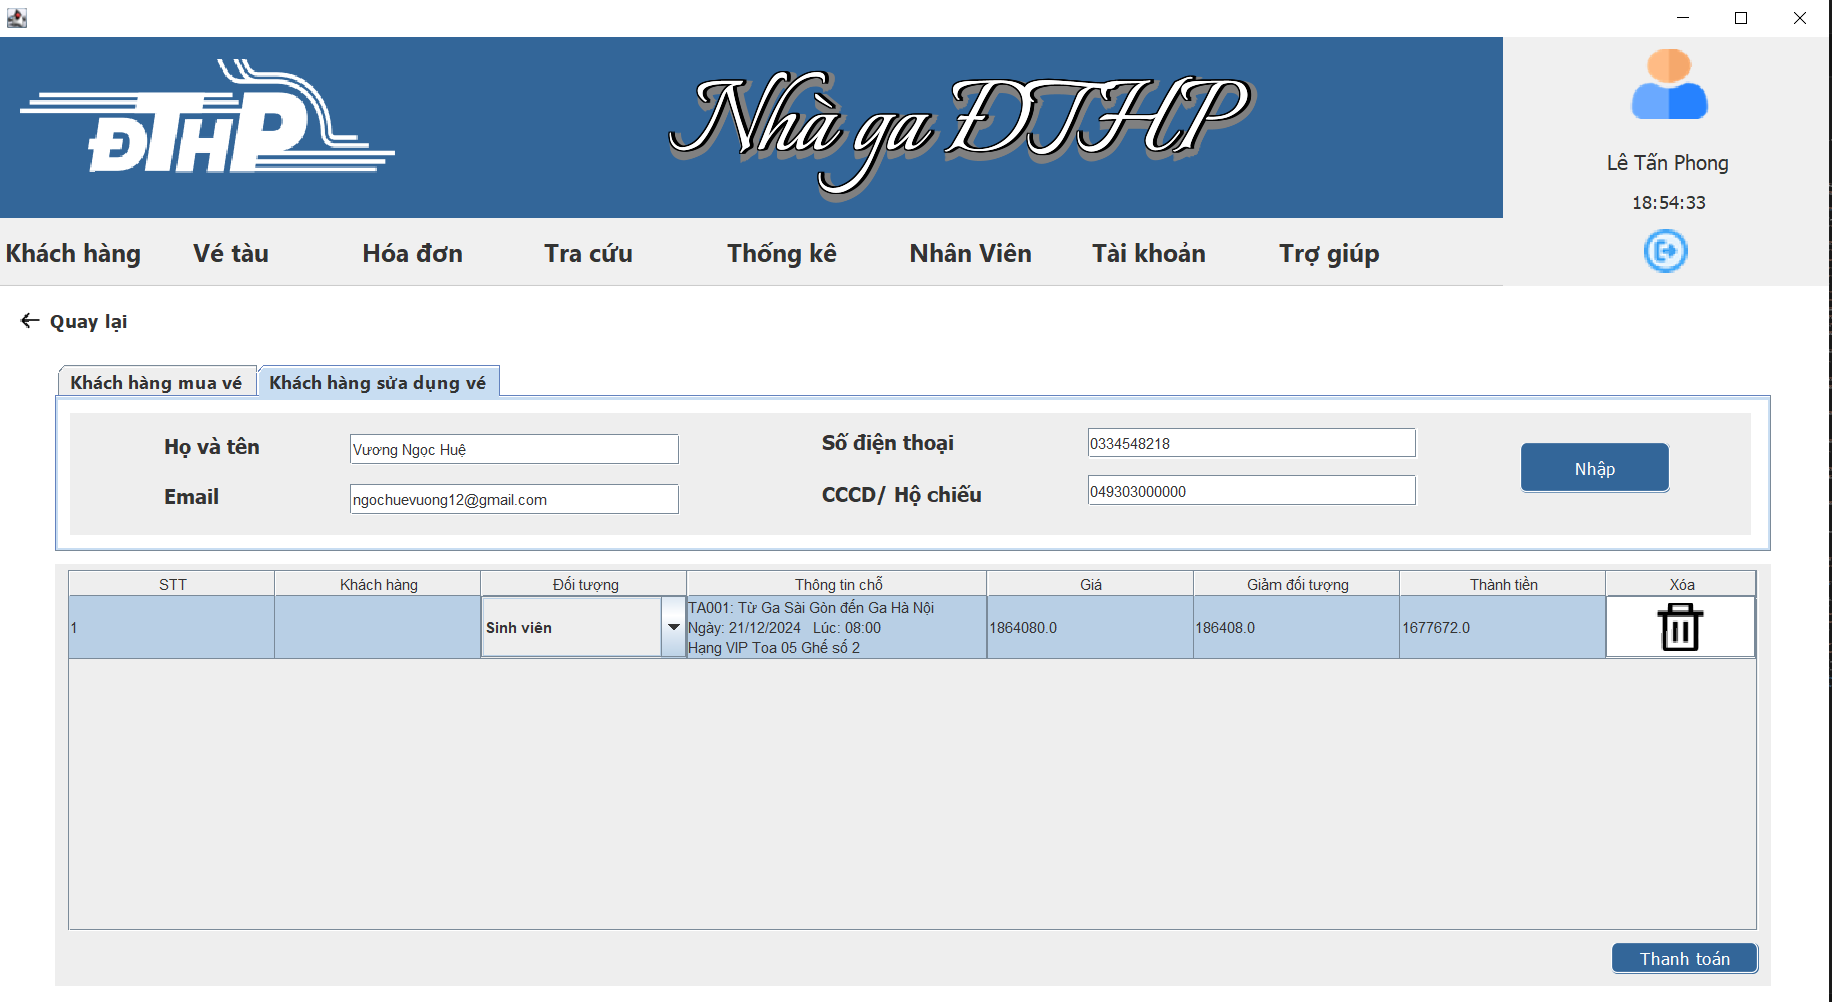 ĐTHP
Nhà ga ĐTHP
Lê Tấn Phong
18:54:33
Khách hàng Vé tàu Hóa đơn Tra cứu Thống kê Nhân Viên Tài khoản Trợ giúp
Quay lại
Khách hàng mua vé Khách hàng sửa dụng vé
Họ và tên Vương Ngọc Huệ Số điện thoại 0334548218
Nhập
Email ngochuevuong12@gmail.com CCCD/ Hộ chiếu 049303000000
STT Khách hàng Đối tượng Thông tin chỗ Giá Giảm đối tượng Thành tiền Xóa
1 Sinh viên
TA001: Từ Ga Sài Gòn đến Ga Hà Nội
Ngày: 21/12/2024 Lúc: 08:00
Hạng VIP Toa 05 Ghế số 2
1864080.0 186408.0 1677672.0
Thanh toán